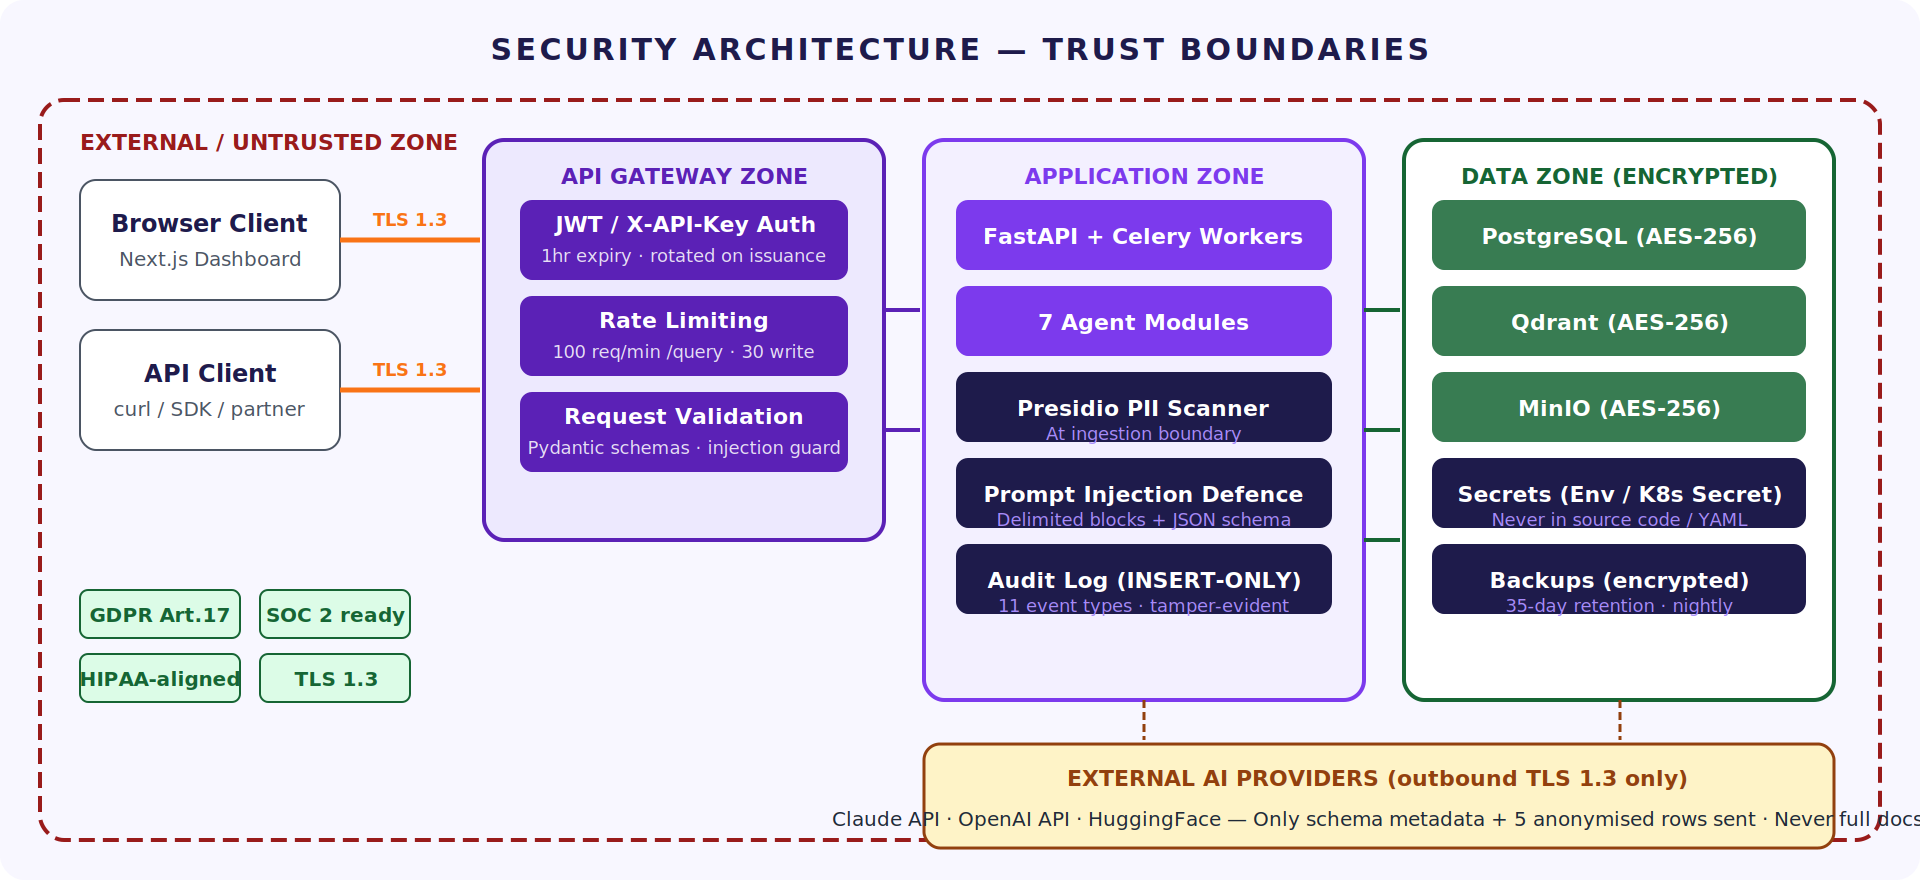 SECURITY ARCHITECTURE — TRUST BOUNDARIES
EXTERNAL / UNTRUSTED ZONE
Browser Client
Next.js Dashboard
TLS 1.3
API Client
curl / SDK / partner
TLS 1.3
GDPR Art.17
SOC 2 ready
HIPAA-aligned
TLS 1.3
API GATEWAY ZONE
JWT / X-API-Key Auth
1hr expiry · rotated on issuance
Rate Limiting
100 req/min /query · 30 write
Request Validation
Pydantic schemas · injection guard
APPLICATION ZONE
FastAPI + Celery Workers
7 Agent Modules
Presidio PII Scanner
At ingestion boundary
Prompt Injection Defence
Delimited blocks + JSON schema
Audit Log (INSERT-ONLY)
11 event types · tamper-evident
DATA ZONE (ENCRYPTED)
PostgreSQL (AES-256)
Qdrant (AES-256)
MinIO (AES-256)
Secrets (Env / K8s Secret)
Never in source code / YAML
Backups (encrypted)
35-day retention · nightly
EXTERNAL AI PROVIDERS (outbound TLS 1.3 only)
Claude API · OpenAI API · HuggingFace — Only schema metadata + 5 anonymised rows sent · Never full docs